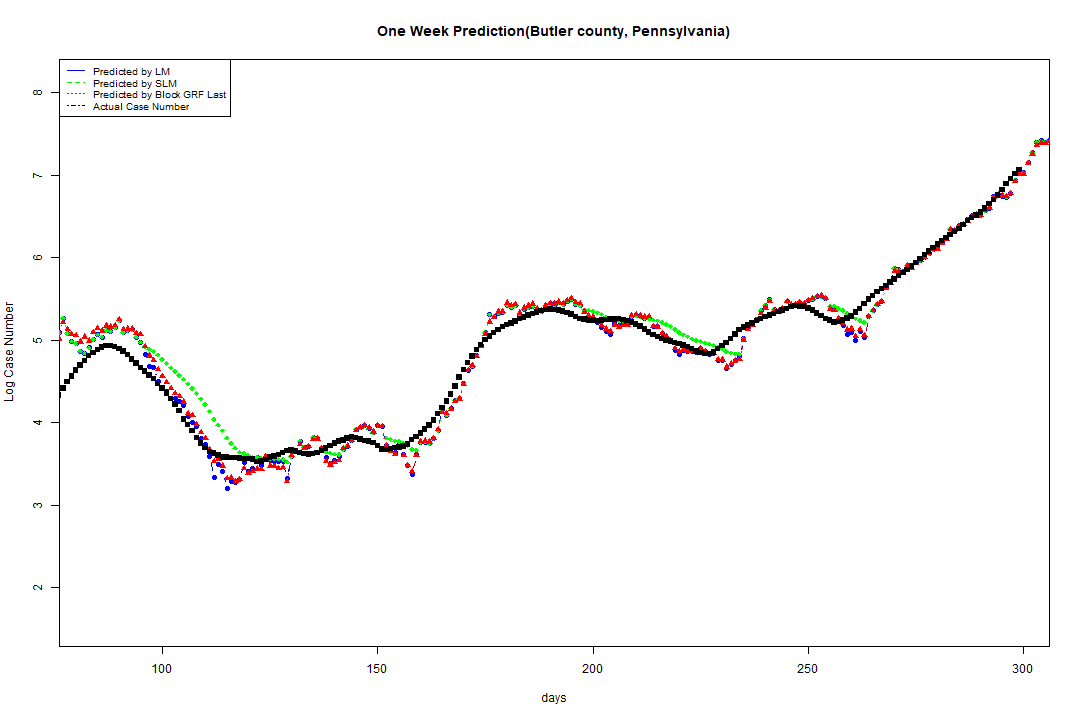 One Week Prediction(Butler county, Pennsylvania)
Predicted by LM
Predicted by SLM
Predicted by Block GRF Last
Actual Case Number
8
7
6
5
4
3
2
Log Case Number
100 150 200 250 300
days